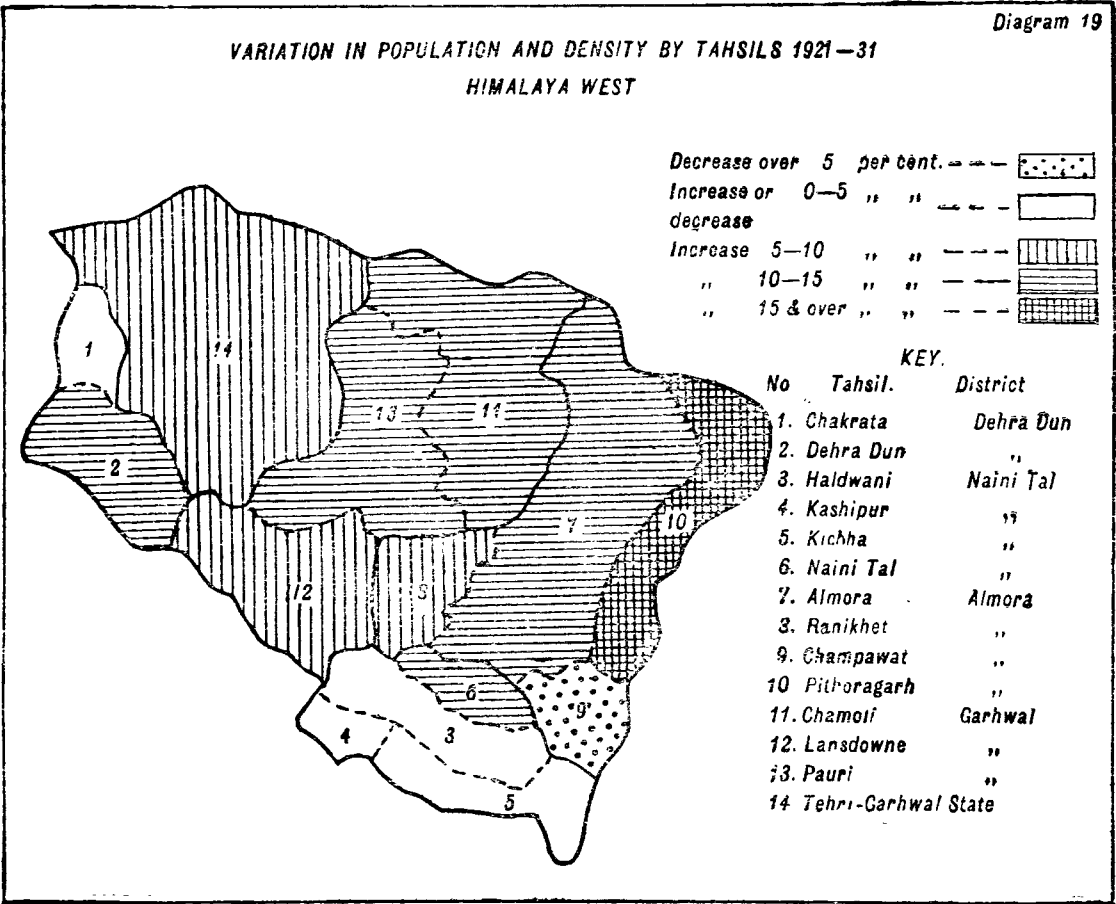 Diagram 19
VARIATION IN POPULATION AND DENSITY BY TAHSILS 1921—31
HIMALAYA WEST
Decrease over 5 per cent.
Increase or 0—5 ,, ,,
decrease
Increase 5—10 ,, ,,
,, 10—15 ,, ,,
,, 15 & over ,, ,,
KEY.
No Tahsil. District
1. Chakrata Dehra Dun
2. Dehra Dun ,,
3. Haldwani Naini Tal
4. Kashipur ,,
5. Kichha ,,
6. Naini Tal ,,
7. Almora Almora
8. Ranikhet ,,
9. Champawat ,,
10 Pithoragarh ,,
11. Chamoli Garhwal
12. Lansdowne ,,
13. Pauri ,,
14 Tehri-Garhwal State
1
14
13
11
2
10
7
12
8
6
9
3
4
5